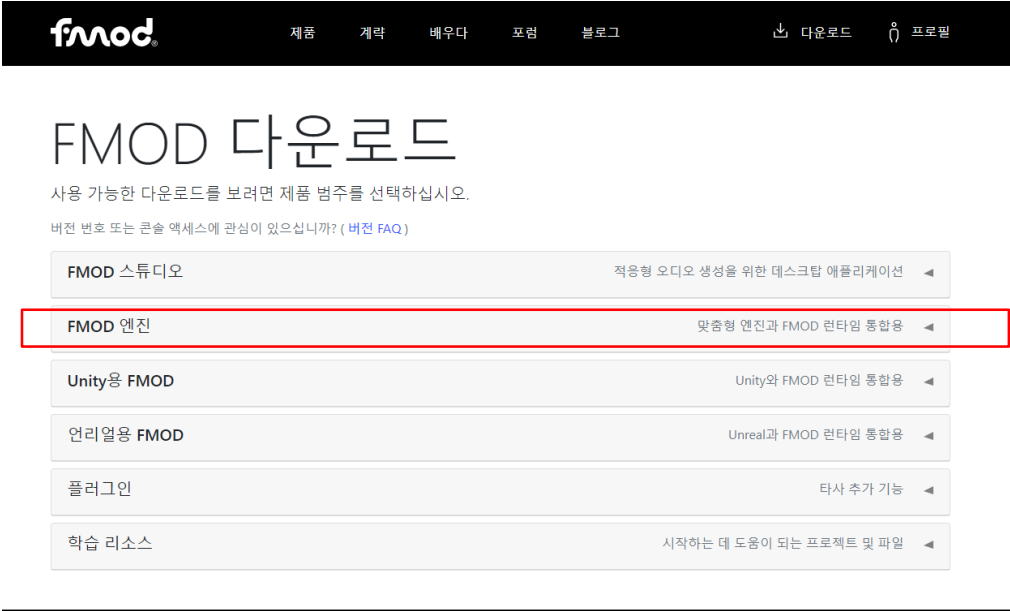 fmod®
제품 계략 배우다 포럼 블로그 다운로드 프로필
FMOD 다운로드
사용 가능한 다운로드를 보려면 제품 범주를 선택하십시오.
버전 번호 또는 콘솔 액세스에 관심이 있으십니까? ( 버전 FAQ )
FMOD 스튜디오 적응형 오디오 생성을 위한 데스크탑 애플리케이션
FMOD 엔진 맞춤형 엔진과 FMOD 런타임 통합용
Unity용 FMOD Unity와 FMOD 런타임 통합용
언리얼용 FMOD Unreal과 FMOD 런타임 통합용
플러그인 타사 추가 기능
학습 리소스 시작하는 데 도움이 되는 프로젝트 및 파일